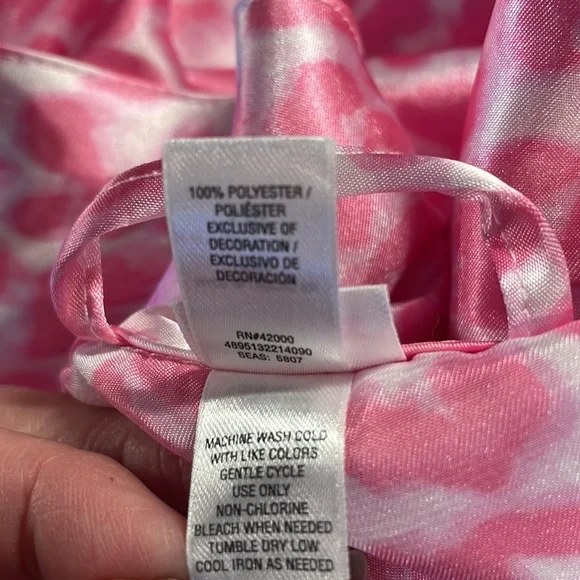 100% POLYESTER /
POLIÉSTER
EXCLUSIVE OF
DECORATION /
EXCLUSIVO DE
DECORACIÓN
RN#42000
4895132214090
SEAS: 5807
MACHINE WASH COLD
WITH LIKE COLORS
GENTLE CYCLE
USE ONLY
NON-CHLORINE
BLEACH WHEN NEEDED
TUMBLE DRY LOW
COOL IRON AS NEEDED